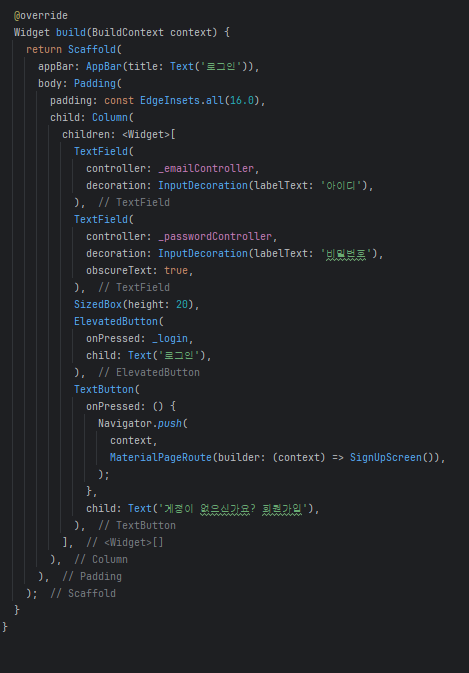 @override
Widget build(BuildContext context) {
return Scaffold(
appBar: AppBar(title: Text('로그인')),
body: Padding(
padding: const EdgeInsets.all(16.0),
child: Column(
children: <Widget>[
TextField(
controller: _emailController,
decoration: InputDecoration(labelText: '아이디'),
), // TextField
TextField(
controller: _passwordController,
decoration: InputDecoration(labelText: '비밀번호'),
obscureText: true,
), // TextField
SizedBox(height: 20),
ElevatedButton(
onPressed: _login,
child: Text('로그인'),
), // ElevatedButton
TextButton(
onPressed: () {
Navigator.push(
context,
MaterialPageRoute(builder: (context) => SignUpScreen()),
);
},
child: Text('계정이 없으신가요? 회원가입'),
), // TextButton
], // <Widget>[]
), // Column
), // Padding
); // Scaffold
}
}